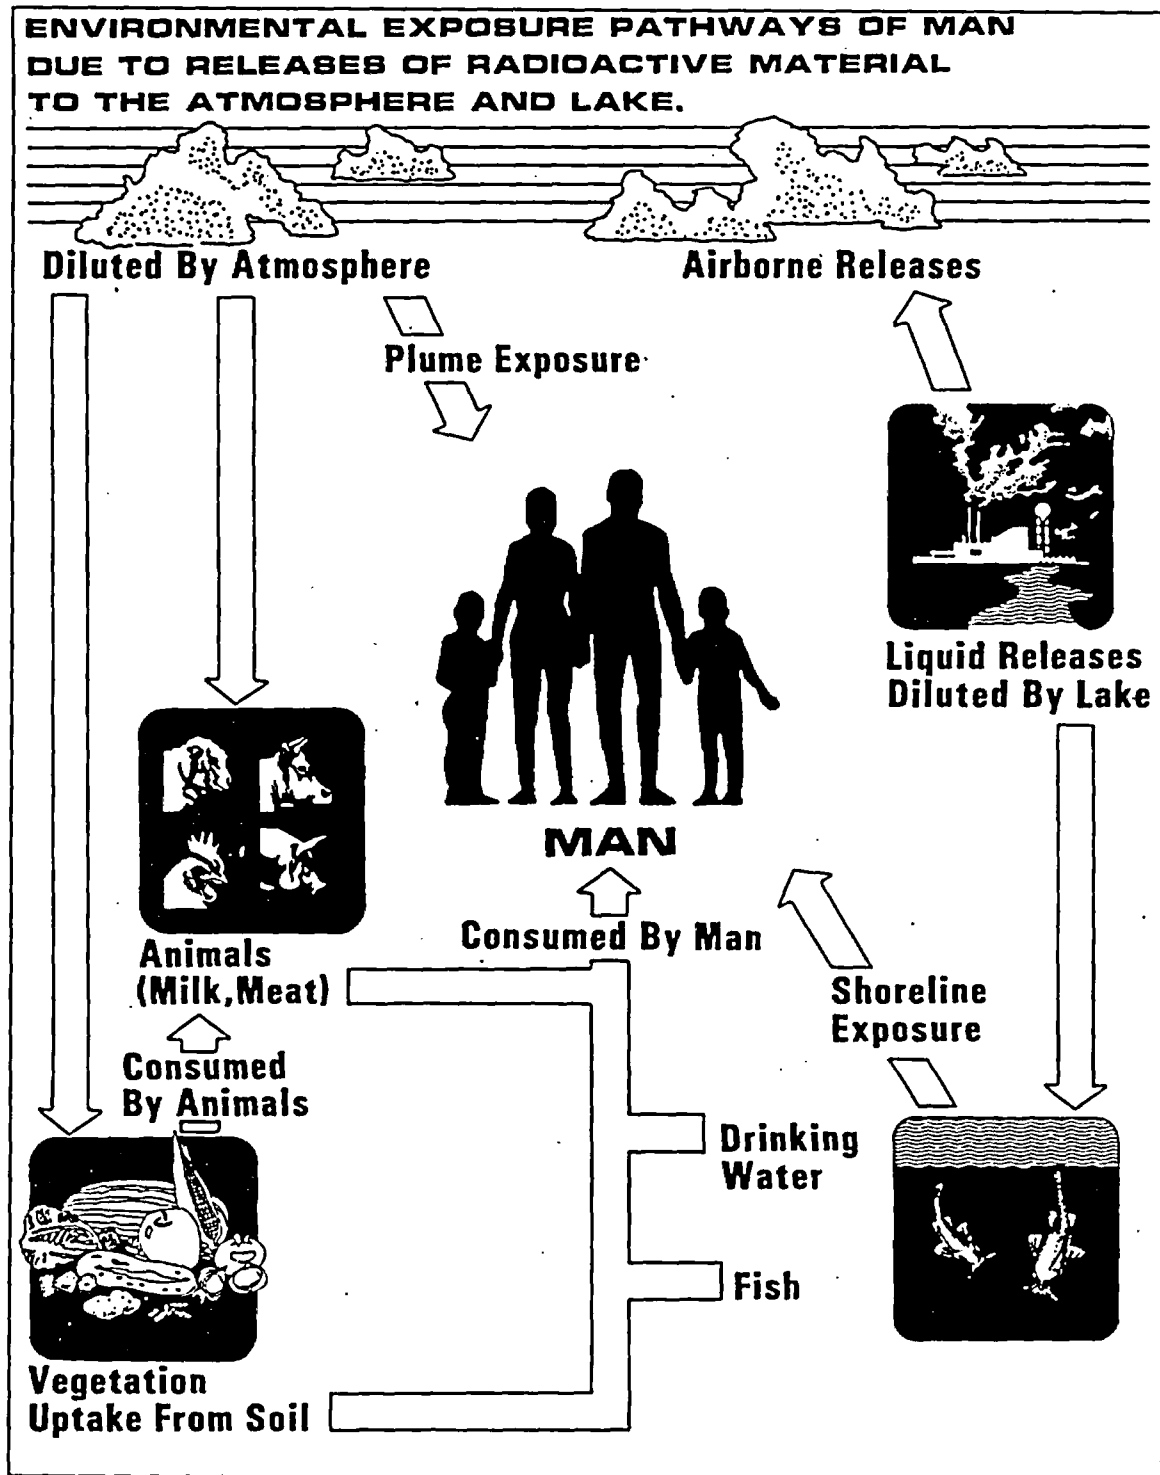 ENVIRONMENTAL EXPOSURE PATHWAYS OF MAN
DUE TO RELEASES OF RADIOACTIVE MATERIAL
TO THE ATMOSPHERE AND LAKE.
Diluted By Atmosphere
Airborne Releases
Plume Exposure
Liquid Releases
Diluted By Lake
MAN
Consumed By Man
Animals
(Milk,Meat)
Shoreline
Exposure
Consumed
By Animals
Drinking
Water
Fish
Vegetation
Uptake From Soil